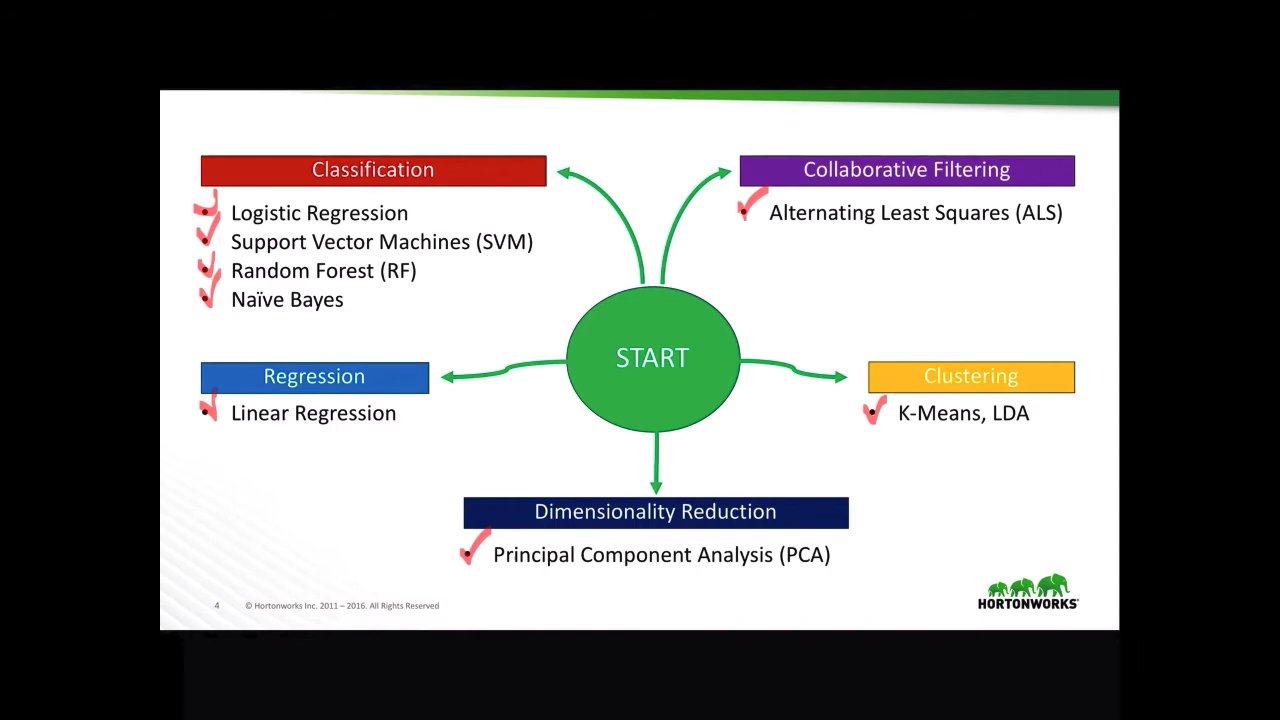 Classification
Logistic Regression
Support Vector Machines (SVM)
Random Forest (RF)
Naïve Bayes
Collaborative Filtering
Alternating Least Squares (ALS)
START
Regression
Linear Regression
Clustering
K-Means, LDA
Dimensionality Reduction
Principal Component Analysis (PCA)
4 © Hortonworks Inc. 2011 – 2016. All Rights Reserved
HORTONWORKS